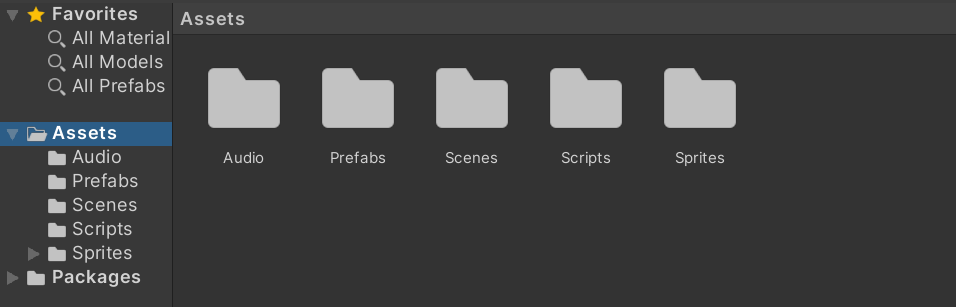 Favorites
All Material
All Models
All Prefabs
Assets
Audio
Prefabs
Scenes
Scripts
Sprites
Packages
Assets
Audio
Prefabs
Scenes
Scripts
Sprites